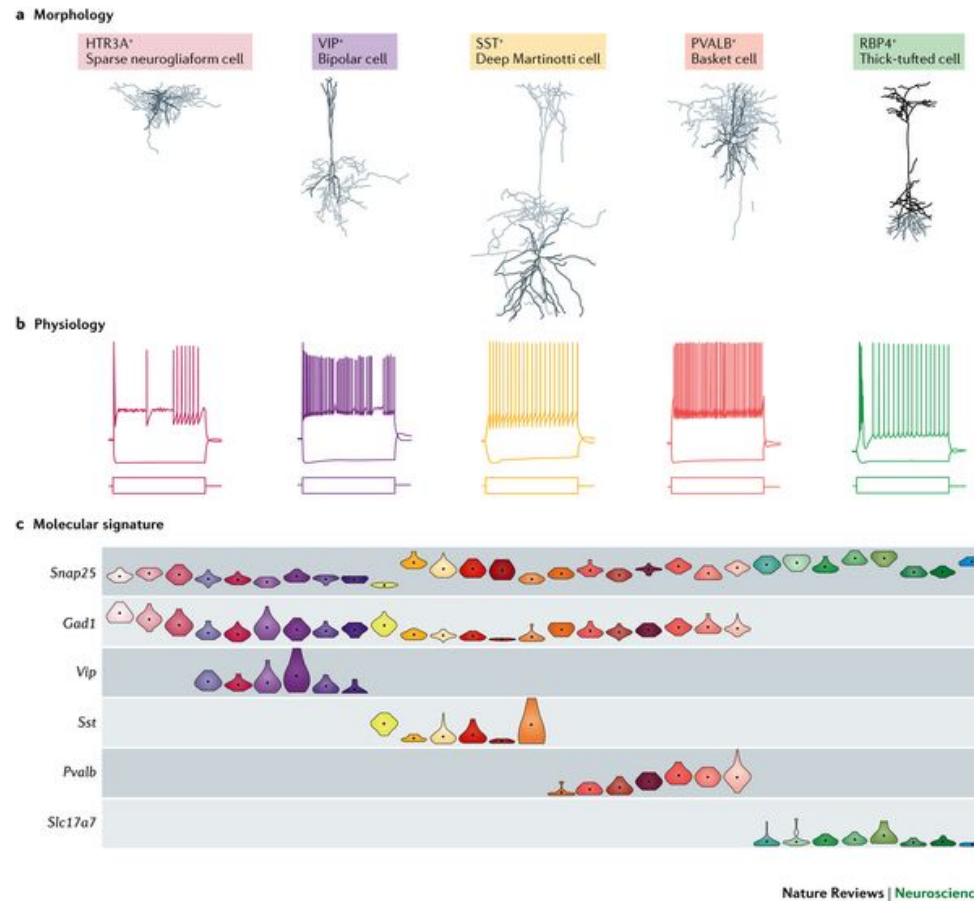 a Morphology
HTR3A⁺
Sparse neurogliaform cell
VIP⁺
Bipolar cell
SST⁺
Deep Martinotti cell
PVALB⁺
Basket cell
RBP4⁺
Thick-tufted cell
b Physiology
c Molecular signature
Snap25
Gad1
Vip
Sst
Pvalb
Slc17a7
Nature Reviews | Neuroscienc